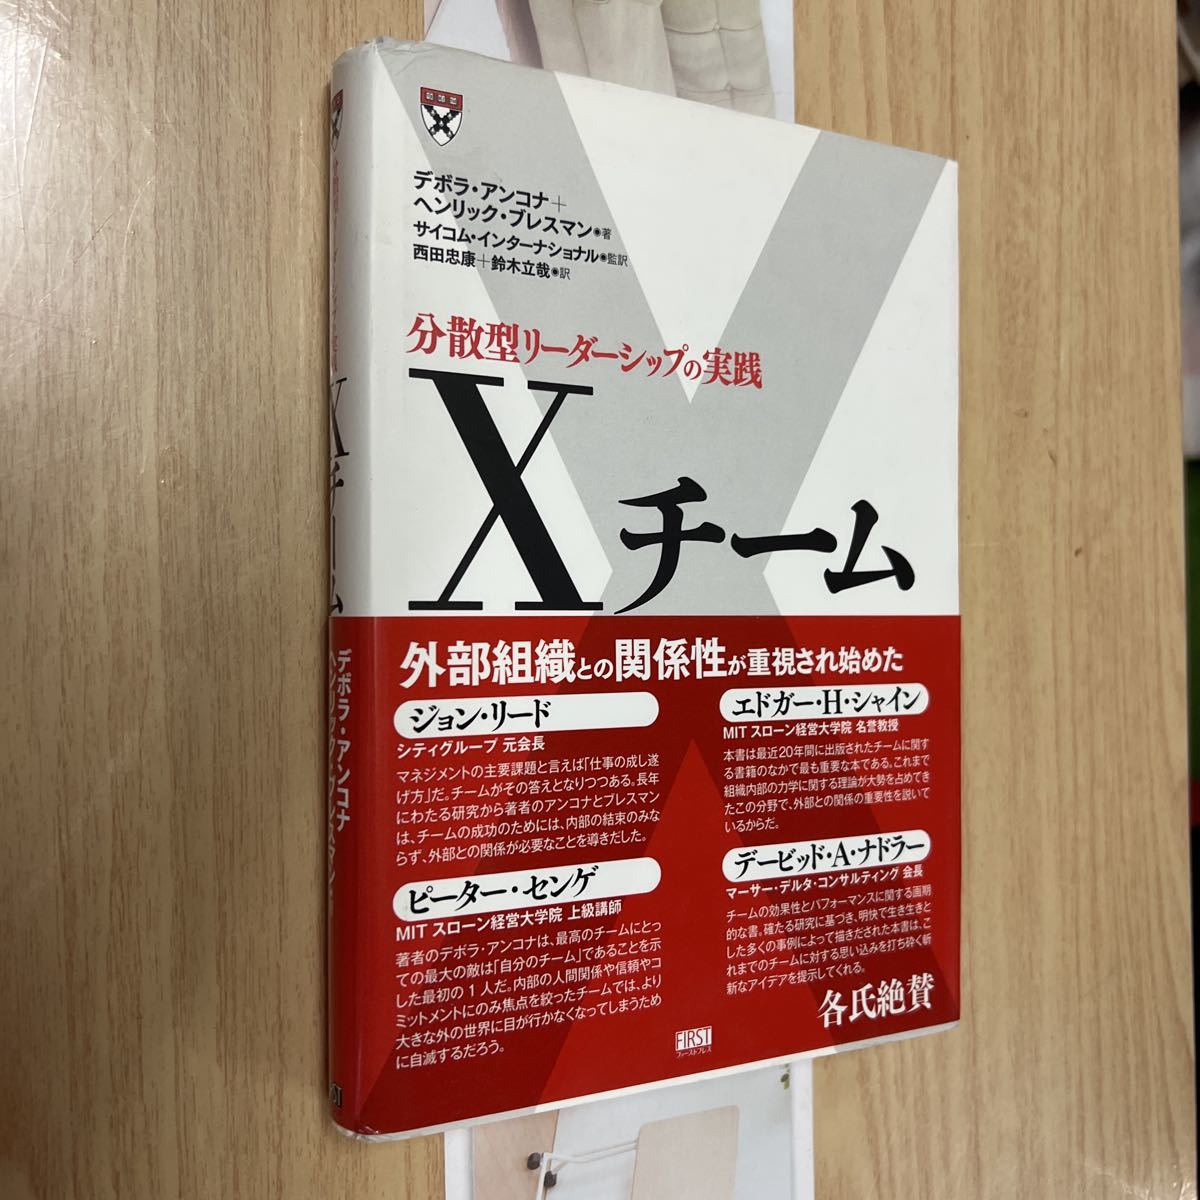 デボラ・アンコナ+
ヘンリック・ブレスマン◉著
サイコム・インターナショナル◉監訳
西田忠康+鈴木立哉◉訳
分散型リーダーシップの実践
Xチーム
外部組織との関係性が重視され始めた
ジョン・リード
シティグループ 元会長
マネジメントの主要課題と言えば「仕事の成し遂
げ方」だ。チームがその答えとなりつつある。長年
にわたる研究から著者のアンコナとブレスマン
は、チームの成功のためには、内部の結束のみな
らず、外部との関係が必要なことを導きだした。
ピーター・センゲ
MIT スローン経営大学院 上級講師
著者のデボラ・アンコナは、最高のチームにとっ
ての最大の敵は「自分のチーム」であることを示
した最初の1人だ。内部の人間関係や信頼やコ
ミットメントにのみ焦点を絞ったチームでは、より
大きな外の世界に目が行かなくなってしまうため
に自滅するだろう。
エドガー・H・シャイン
MIT スローン経営大学院 名誉教授
本書は最近20年間に出版されたチームに関す
る書籍のなかで最も重要な本である。これまで
組織内部の力学に関する理論が大勢を占めてき
たこの分野で、外部との関係の重要性を説いて
いるからだ。
デービッド・A・ナドラー
マーサー・デルタ・コンサルティング 会長
チームの効果性とパフォーマンスに関する画期
的な書。確たる研究に基づき、明快で生き生きと
した多くの事例によって描きだされた本書は、こ
れまでのチームに対する思い込みを打ち砕く斬
新なアイデアを提示してくれる。
各氏絶賛
FIRST
ファーストプレス
Xチーム
デボラ・アンコナ